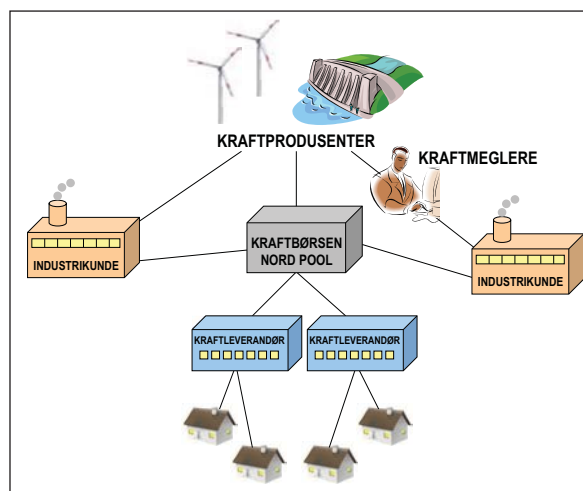 KRAFTPRODUSENTER
KRAFTMEGLERE
KRAFTBØRSEN
NORD POOL
INDUSTRIKUNDE
INDUSTRIKUNDE
KRAFTLEVERANDØR
KRAFTLEVERANDØR